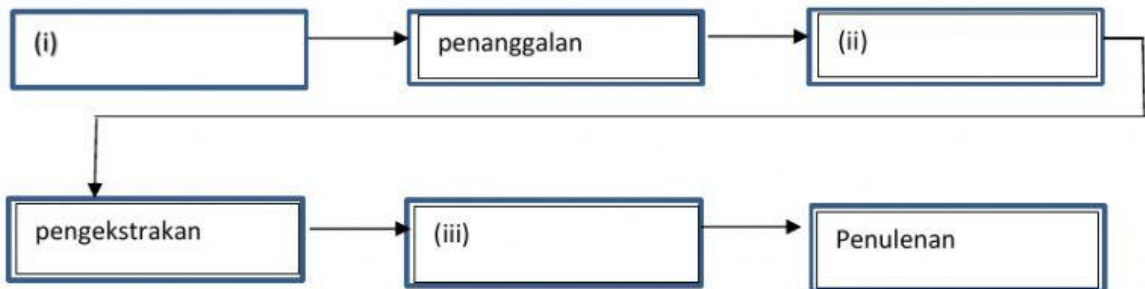 (i)
penanggalan
(ii)
pengekstrakan
(iii)
Penulenan